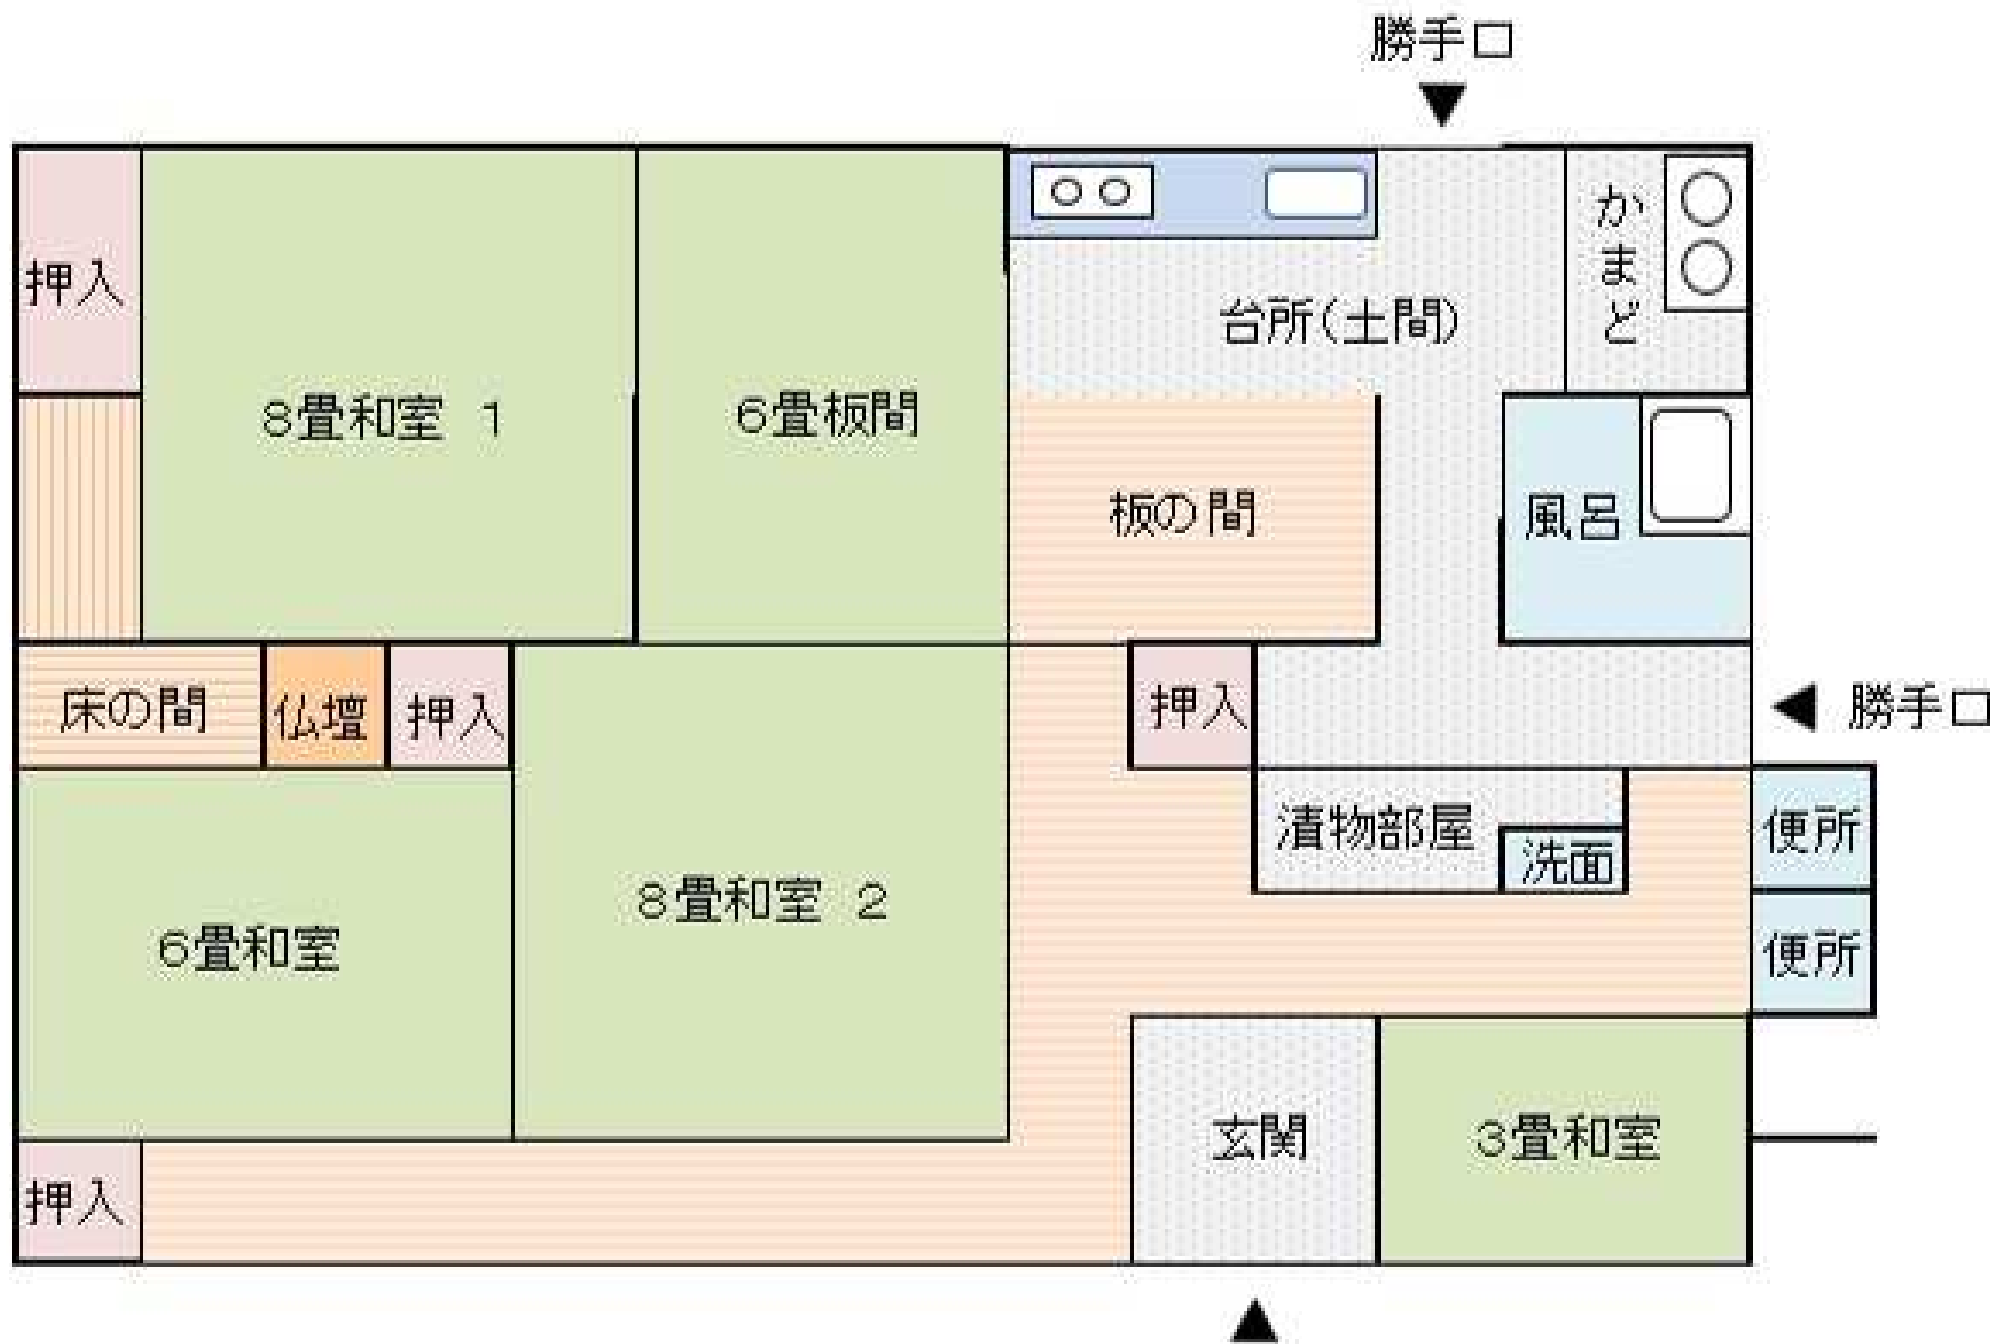 勝手口
押入
かまど
台所(土間)
8畳和室 1
6畳板間
板の間
風呂
床の間
仏壇
押入
押入
勝手口
漬物部屋
洗面
便所
8畳和室 2
6畳和室
便所
玄関
3畳和室
押入